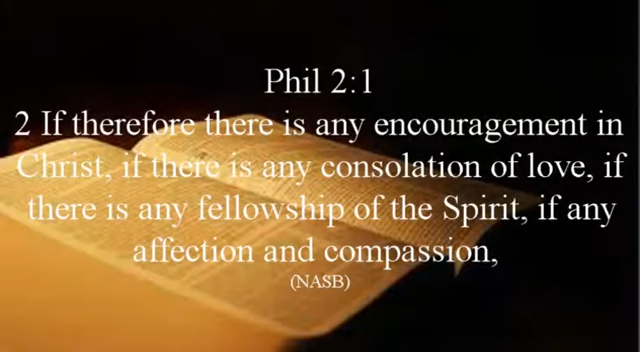 Phil 2:1
2 If therefore there is any encouragement in
Christ, if there is any consolation of love, if
there is any fellowship of the Spirit, if any
affection and compassion,
(NASB)